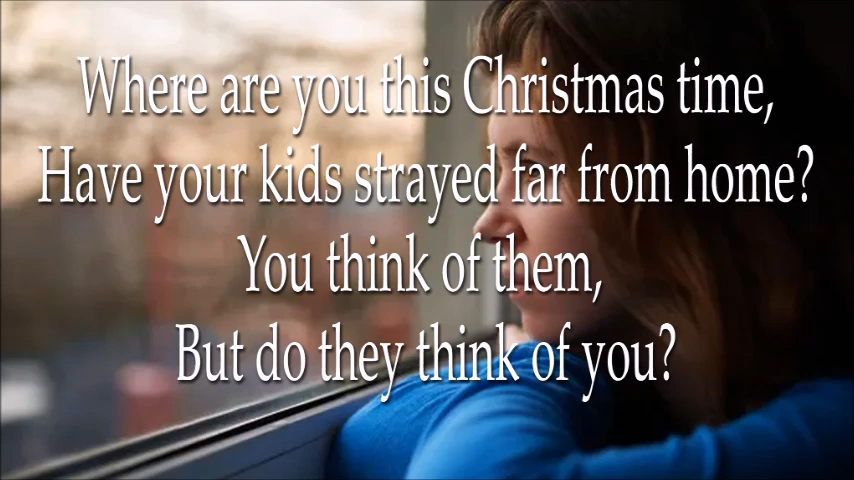 Where are you this Christmas time,
Have your kids strayed far from home?
You think of them,
But do they think of you?